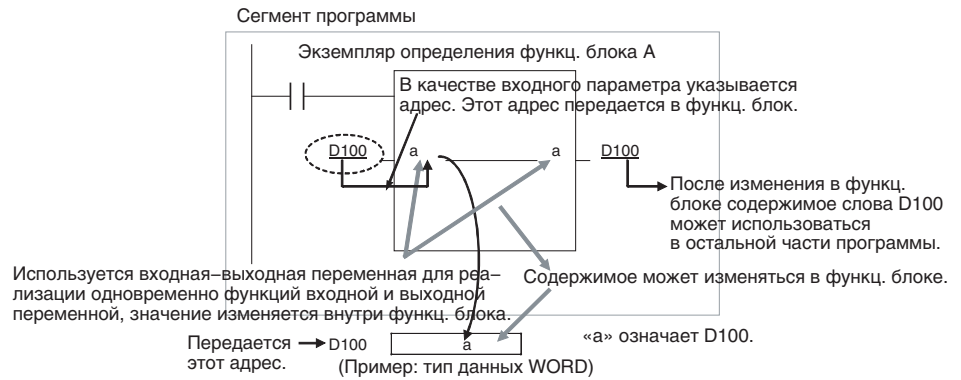 Сегмент программы
Экземпляр определения функц. блока A
В качестве входного параметра указывается
адрес. Этот адрес передается в функц. блок.
D100
a
a
D100
После изменения в функц.
блоке содержимое слова D100
может использоваться
в остальной части программы.
Используется входная–выходная переменная для реа–
лизации одновременно функций входной и выходной
переменной, значение изменяется внутри функц. блока.
Содержимое может изменяться в функц. блоке.
Передается
этот адрес.
D100
a
«a» означает D100.
(Пример: тип данных WORD)